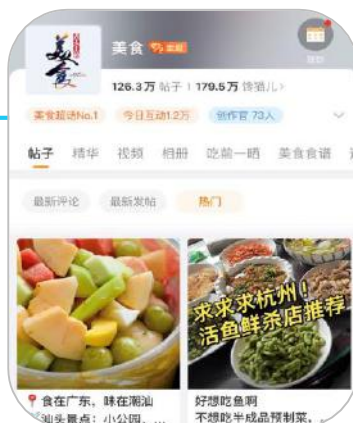 美食
美食 超話
126.3万 帖子 | 179.5万 馋猫儿>
美食超话No.1 今日互动1.2万 创作官 73人
帖子 精华 视频 相册 吃前一晒 美食食谱
最新评论 最新发帖 热门
求求求杭州！
活鱼鲜杀店推荐
食在广东，味在潮汕
汕头景点：小公园，...
好想吃鱼啊
不想吃半成品预制菜，